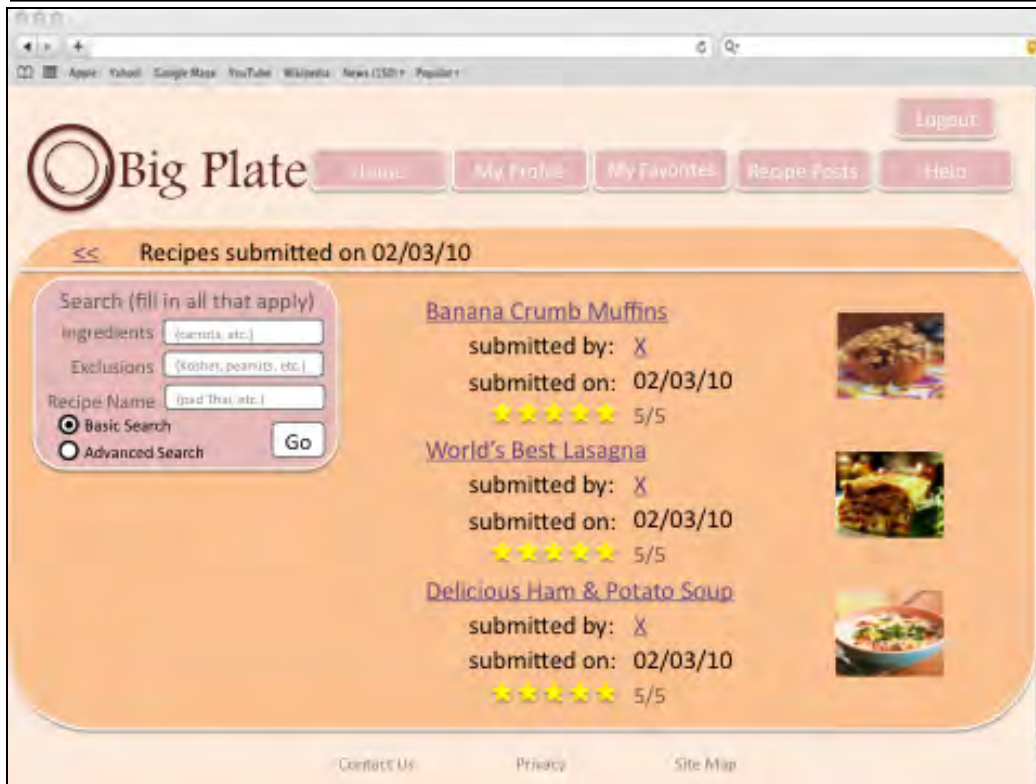 Apple Yahoo! Google Maps YouTube Wikipedia News (150) Popular
Logout
Big Plate Home My Profile My Favorites Recipe Posts Help
<< Recipes submitted on 02/03/10
Search (fill in all that apply)
Ingredients (carrots, etc.)
Exclusions (Kosher, peanuts, etc.)
Recipe Name (pad Thai, etc.)
Basic Search
Advanced Search
Go
Banana Crumb Muffins
submitted by: X
submitted on: 02/03/10
5/5
World's Best Lasagna
submitted by: X
submitted on: 02/03/10
5/5
Delicious Ham & Potato Soup
submitted by: X
submitted on: 02/03/10
5/5
Contact Us Privacy Site Map